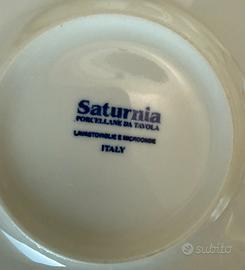 Saturnia
PORCELLANE DA TAVOLA
LAVASTOVIGLIE E MICROONDE
ITALY
subito